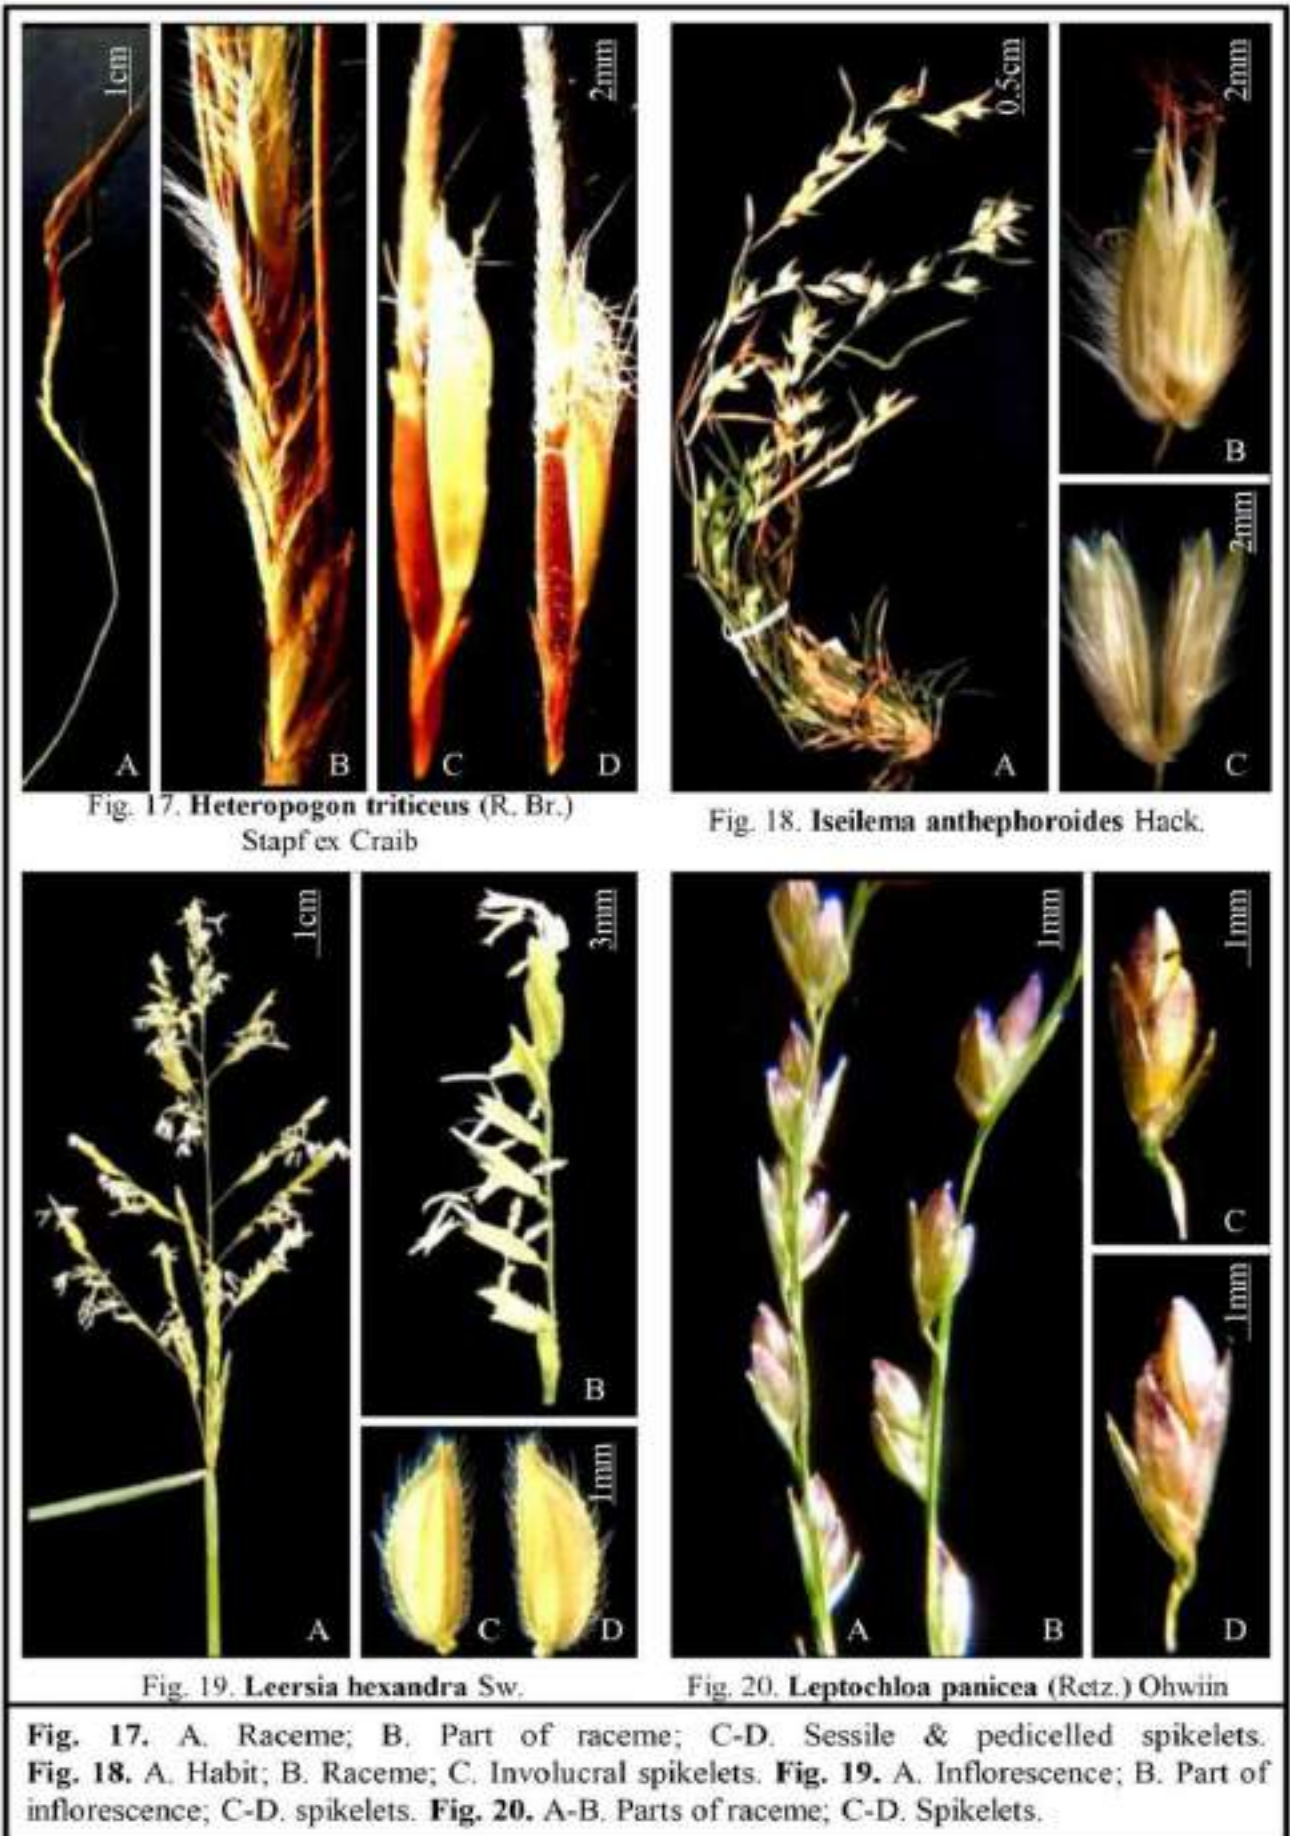 1cm
A
B
2mm
C
D
Fig. 17. Heteropogon triticeus (R. Br.)
Stapf ex Craib
0.5cm
A
2mm
B
2mm
C
Fig. 18. Iseilema anthephoroides Hack.
1cm
A
3mm
B
1mm
C
D
Fig. 19. Leersia hexandra Sw.
1mm
A
B
1mm
C
1mm
D
Fig. 20. Leptochloa panicea (Retz.) Ohwiin
Fig. 17. A. Raceme; B. Part of raceme; C-D. Sessile & pedicelled spikelets.
Fig. 18. A. Habit; B. Raceme; C. Involucral spikelets. Fig. 19. A. Inflorescence; B. Part of
inflorescence; C-D. spikelets. Fig. 20. A-B. Parts of raceme; C-D. Spikelets.